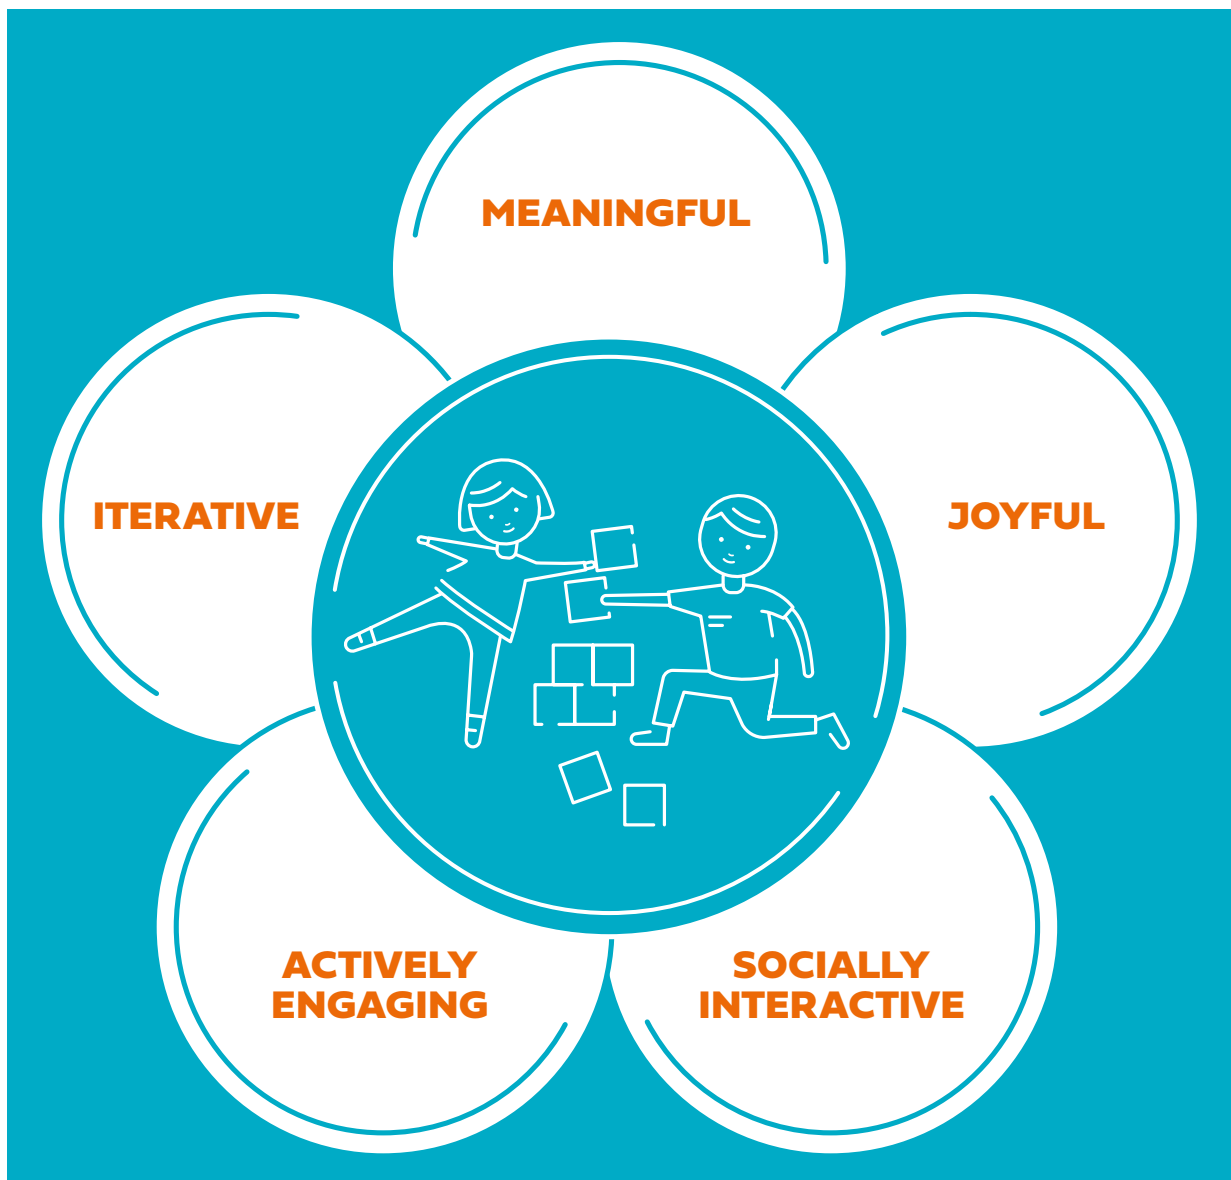 MEANINGFUL
ITERATIVE
JOYFUL
ACTIVELY
ENGAGING
SOCIALLY
INTERACTIVE